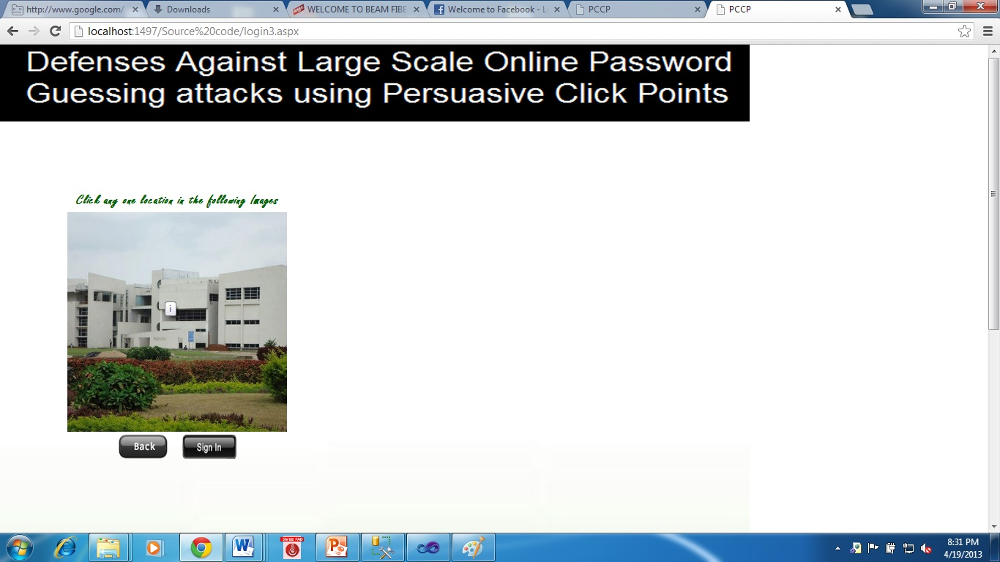 http://www.google.com/
Downloads
WELCOME TO BEAM FIBE
Welcome to Facebook - L
PCCP
PCCP
localhost:1497/Source%20code/login3.aspx
Defenses Against Large Scale Online Password
Guessing attacks using Persuasive Click Points
Click any one location in the following Images
i
Back
Sign In
8:31 PM
4/19/2013